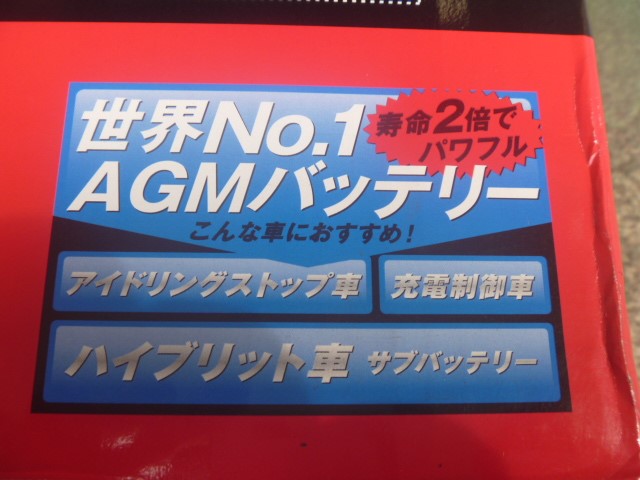 世界No.1
寿命2倍で
パワフル
AGMバッテリー
こんな車におすすめ!
アイドリングストップ車
充電制御車
ハイブリット車 サブバッテリー